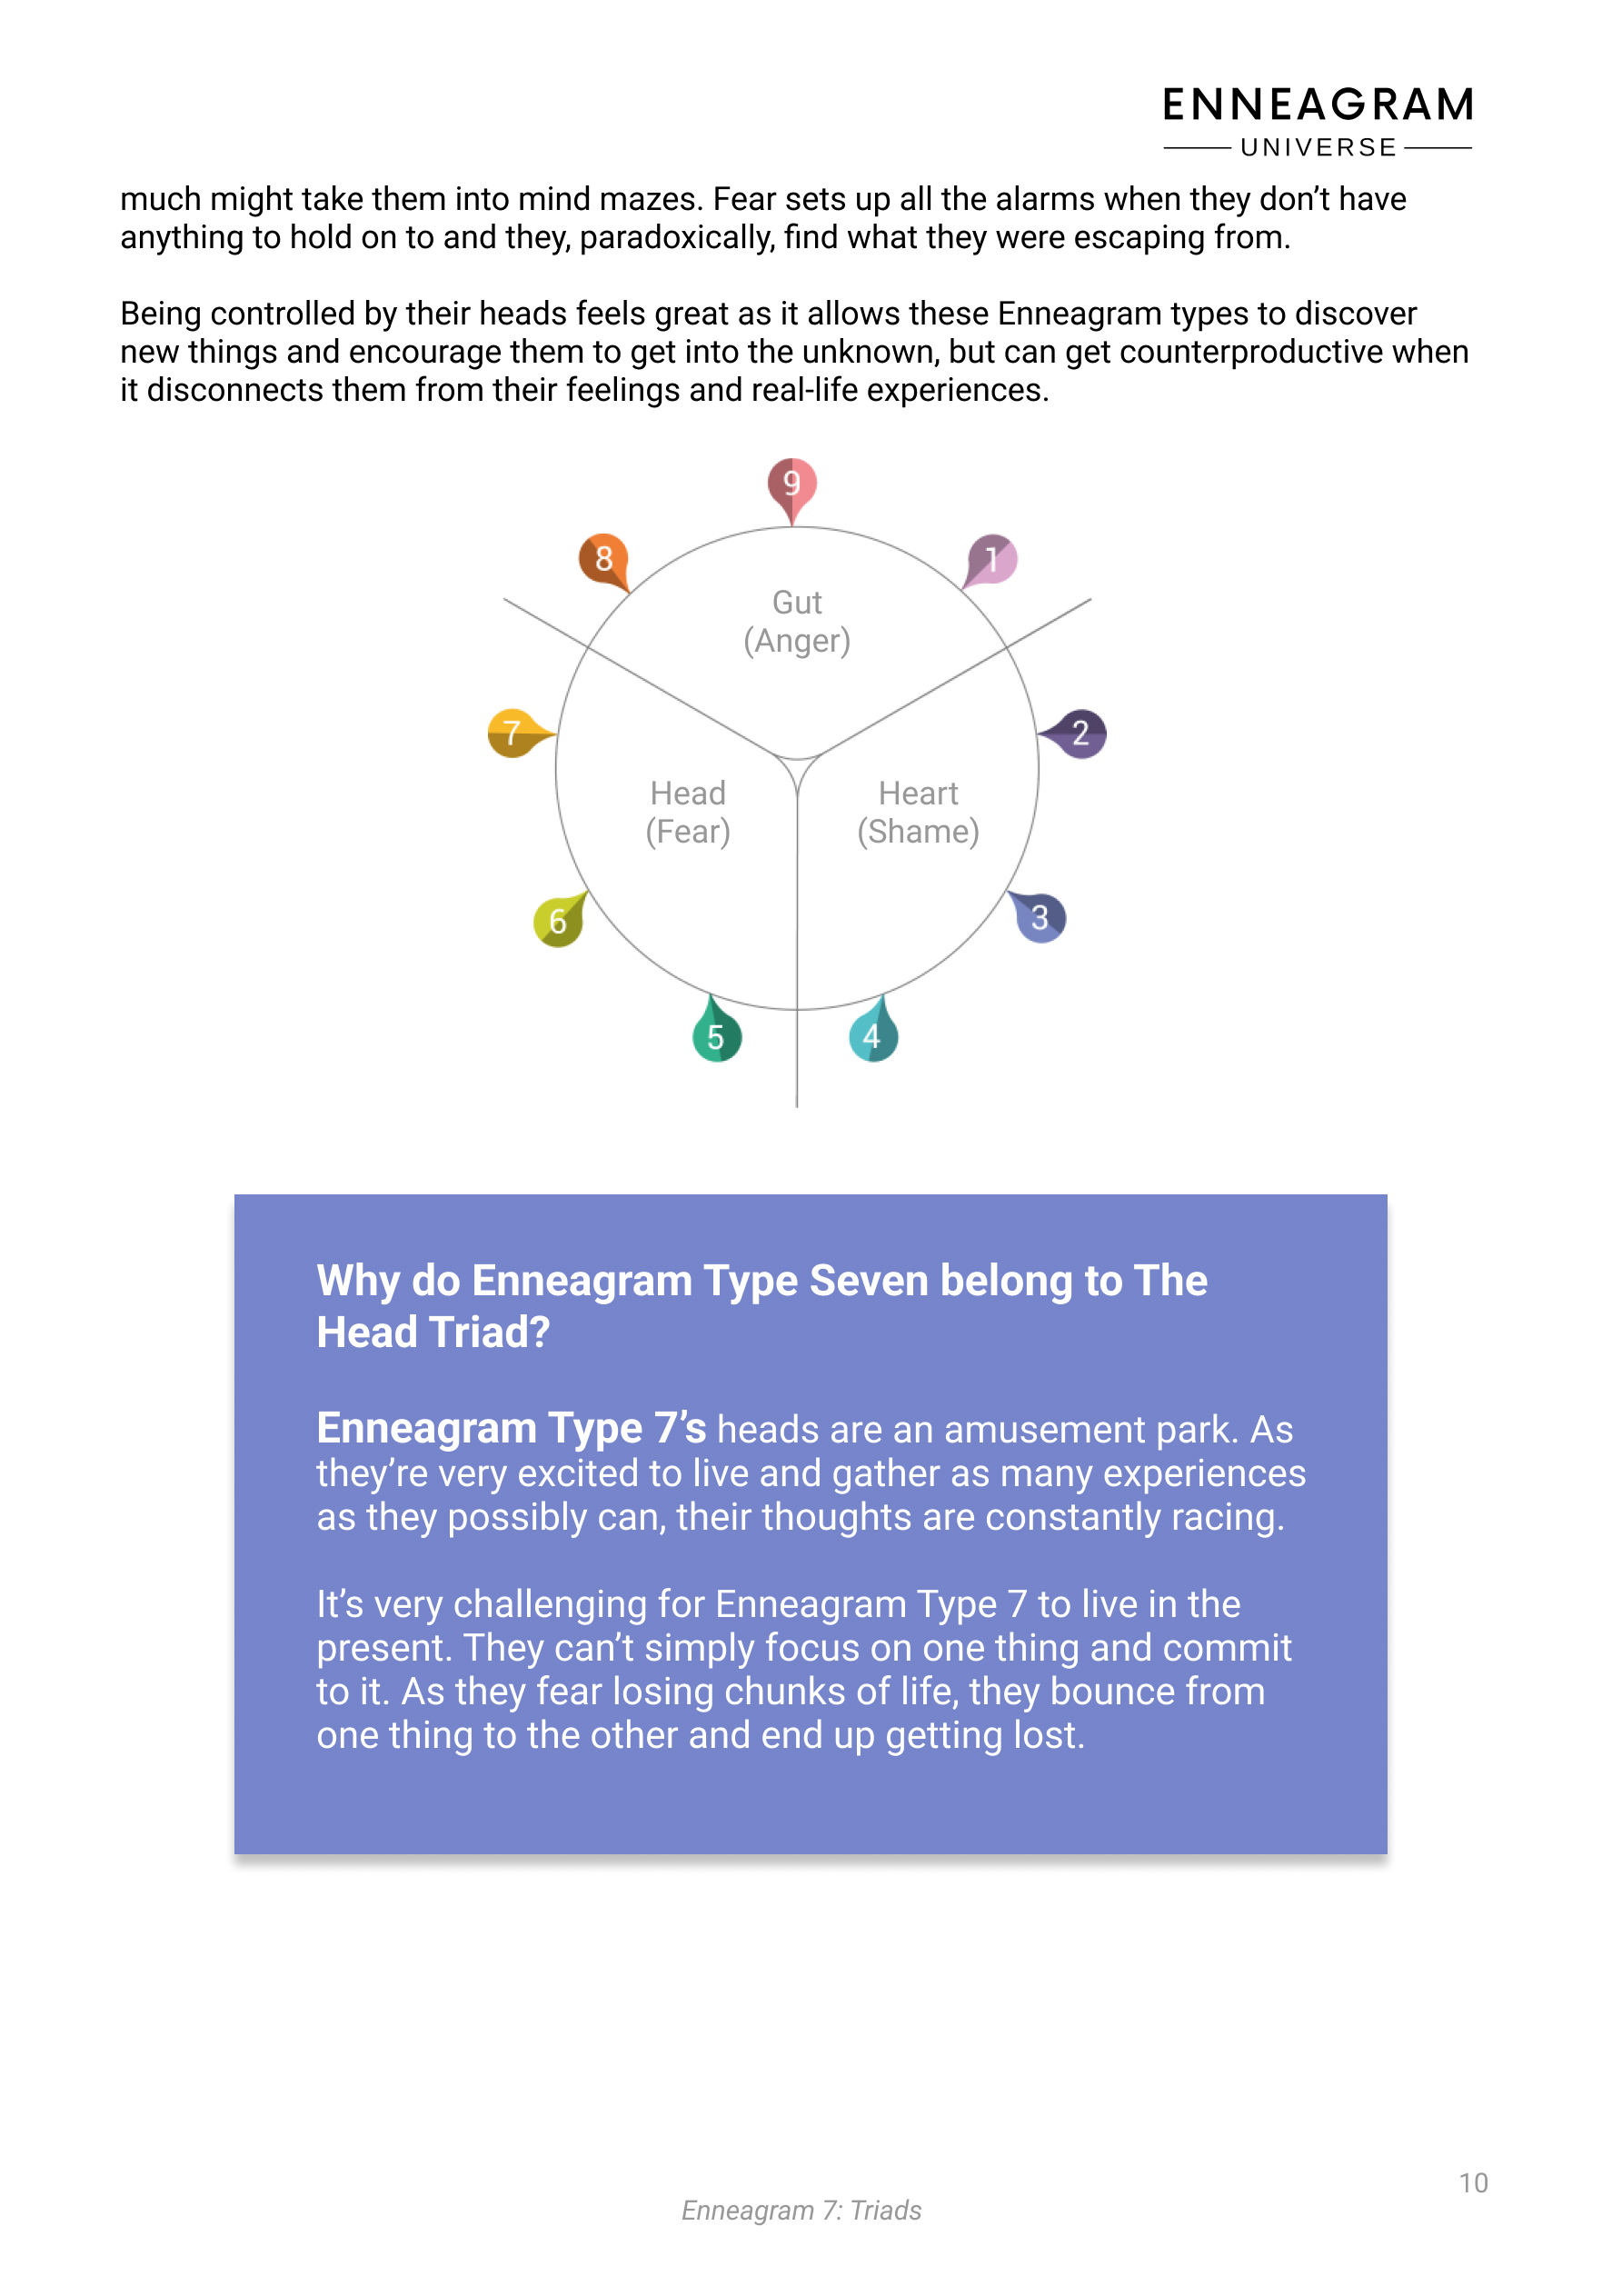 ENNEAGRAM
UNIVERSE
much might take them into mind mazes. Fear sets up all the alarms when they don’t have
anything to hold on to and they, paradoxically, find what they were escaping from.
Being controlled by their heads feels great as it allows these Enneagram types to discover
new things and encourage them to get into the unknown, but can get counterproductive when
it disconnects them from their feelings and real-life experiences.
9
8
1
Gut
(Anger)
7
2
Head
(Fear)
Heart
(Shame)
6
3
5
4
Why do Enneagram Type Seven belong to The
Head Triad?
Enneagram Type 7’s heads are an amusement park. As
they’re very excited to live and gather as many experiences
as they possibly can, their thoughts are constantly racing.
It’s very challenging for Enneagram Type 7 to live in the
present. They can’t simply focus on one thing and commit
to it. As they fear losing chunks of life, they bounce from
one thing to the other and end up getting lost.
10
Enneagram 7: Triads